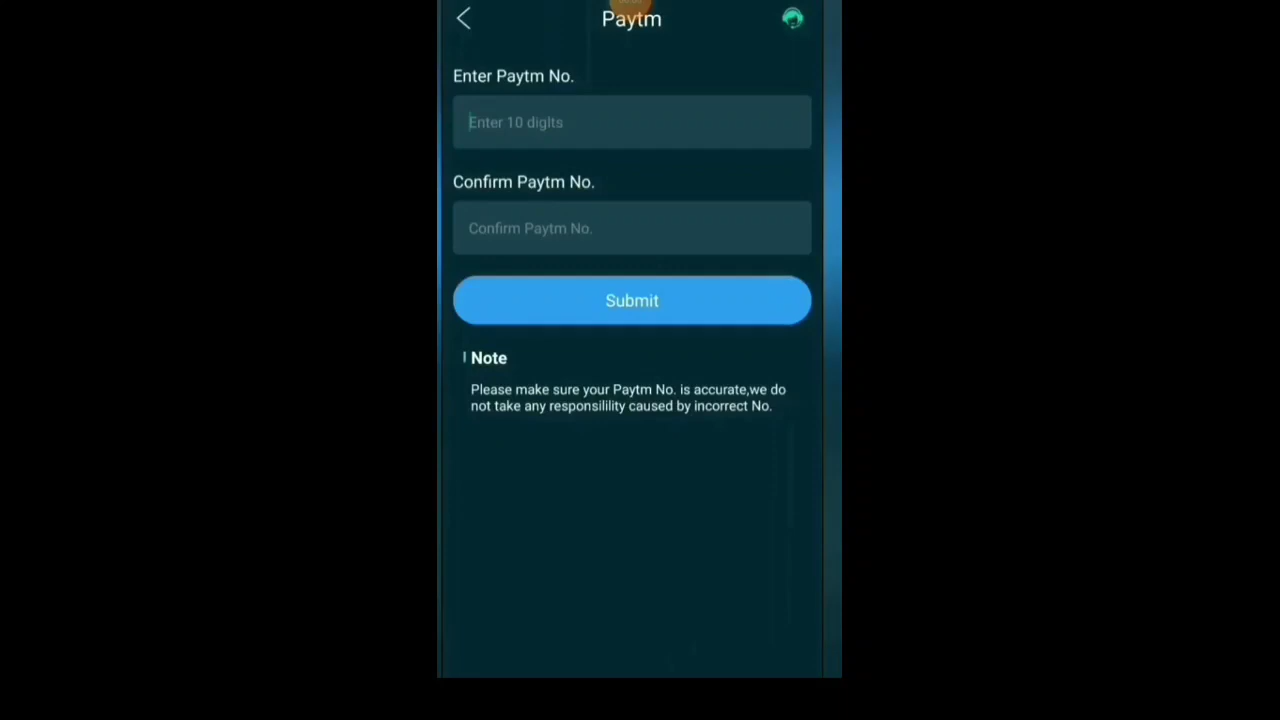 Paytm
Enter Paytm No.
Enter 10 digIts
Confirm Paytm No.
Confirm Paytm No.
Submit
Note
Please make sure your Paytm No. is accurate,we do
not take any responsilility caused by incorrect No.